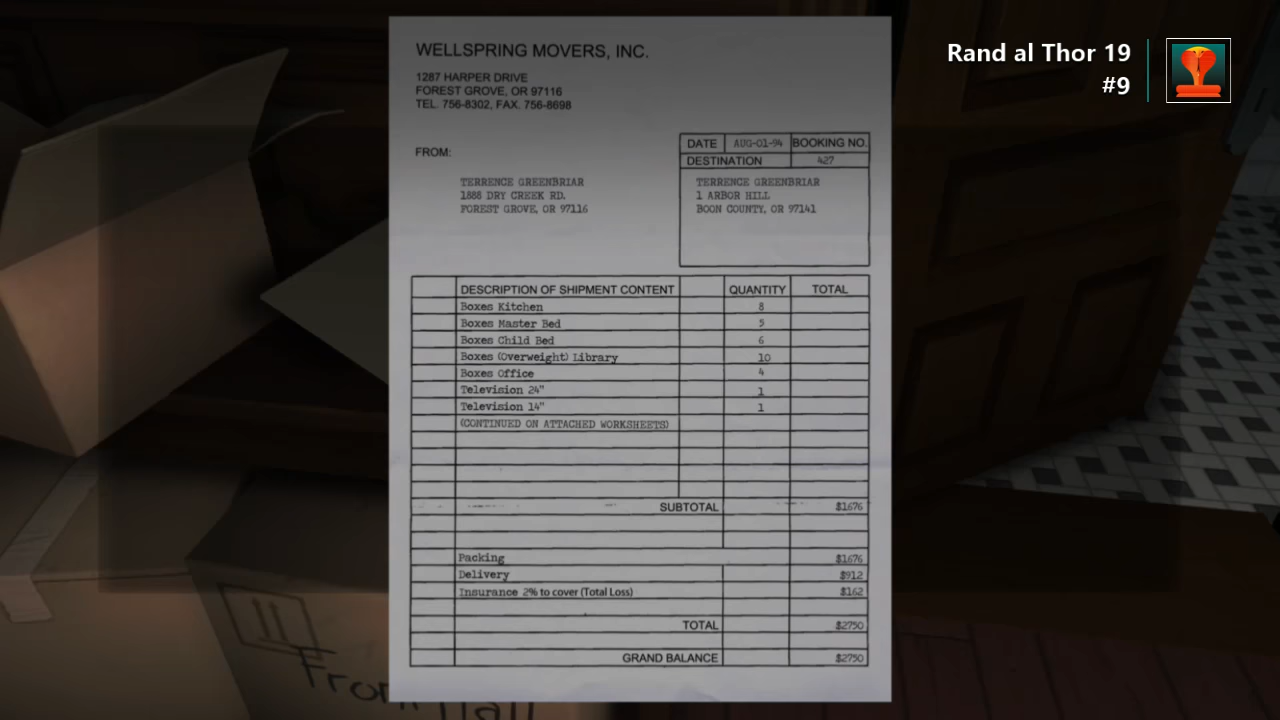 Rand al Thor 19
#9
WELLSPRING MOVERS, INC.
1287 HARPER DRIVE
FOREST GROVE, OR 97116
TEL. 756-8302, FAX. 756-8698
DATE AUG-01-94 BOOKING NO.
DESTINATION 427
FROM:
TERRENCE GREENBRIAR
1888 DRY CREEK RD.
FOREST GROVE, OR 97116
TERRENCE GREENBRIAR
1 ARBOR HILL
BOON COUNTY, OR 97141
DESCRIPTION OF SHIPMENT CONTENT QUANTITY TOTAL
Boxes Kitchen 8
Boxes Master Bed 5
Boxes Child Bed 6
Boxes (Overweight) Library 10
Boxes Office 4
Television 24" 1
Television 14" 1
(CONTINUED ON ATTACHED WORKSHEETS)
SUBTOTAL $1676
Packing $1676
Delivery $912
Insurance 2% to cover (Total Loss) $162
TOTAL $2750
GRAND BALANCE $2750
Front Hall